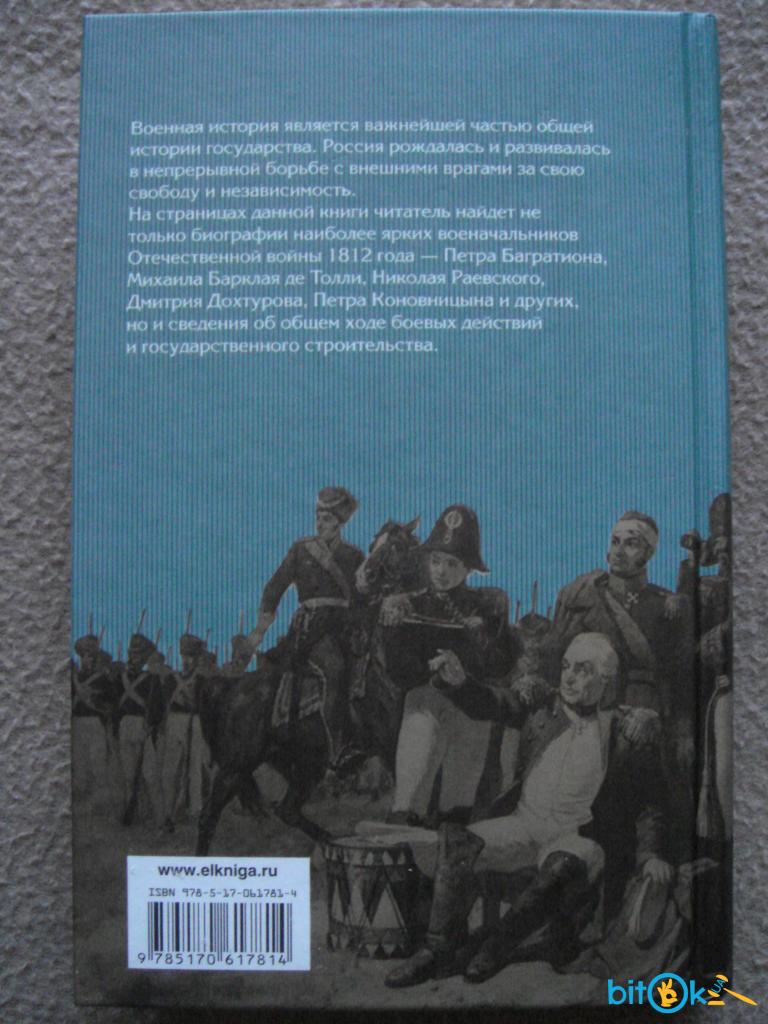 Военная история является важнейшей частью общей
истории государства. Россия рождалась и развивалась
в непрерывной борьбе с внешними врагами за свою
свободу и независимость.
На страницах данной книги читатель найдет не
только биографии наиболее ярких военачальников
Отечественной войны 1812 года — Петра Багратиона,
Михаила Барклая де Толли, Николая Раевского,
Дмитрия Дохтурова, Петра Коновницына и других,
но и сведения об общем ходе боевых действий
и государственного строительства.
www.elkniga.ru
ISBN 978-5-17-061781-4
9 785170 617814
bitOk UA